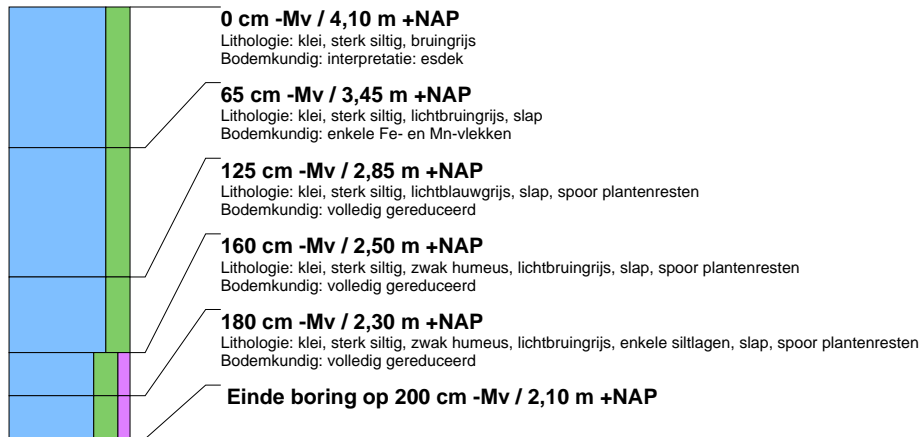 0 cm -Mv / 4,10 m +NAP
Lithologie: klei, sterk siltig, bruingrijs
Bodemkundig: interpretatie: esdek
65 cm -Mv / 3,45 m +NAP
Lithologie: klei, sterk siltig, lichtbruingrijs, slap
Bodemkundig: enkele Fe- en Mn-vlekken
125 cm -Mv / 2,85 m +NAP
Lithologie: klei, sterk siltig, lichtblauwgrijs, slap, spoor plantenresten
Bodemkundig: volledig gereduceerd
160 cm -Mv / 2,50 m +NAP
Lithologie: klei, sterk siltig, zwak humeus, lichtbruingrijs, slap, spoor plantenresten
Bodemkundig: volledig gereduceerd
180 cm -Mv / 2,30 m +NAP
Lithologie: klei, sterk siltig, zwak humeus, lichtbruingrijs, enkele siltlagen, slap, spoor plantenresten
Bodemkundig: volledig gereduceerd
Einde boring op 200 cm -Mv / 2,10 m +NAP